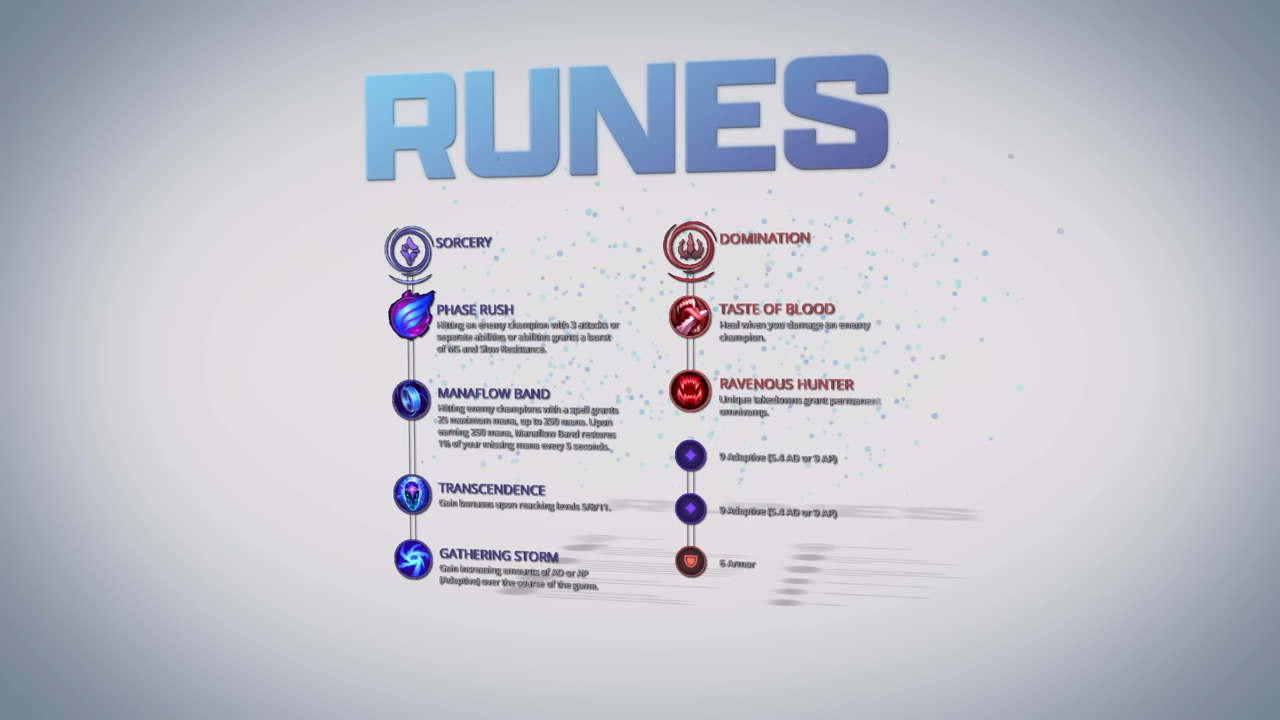 RUNES
SORCERY
PHASE RUSH
Hitting an enemy champion with 3 attacks or
separate abilities or abilities grants a burst
of MS and Slow Resistance.
MANAFLOW BAND
Hitting enemy champions with a spell grants
25 maximum mana, up to 250 mana. Upon
earning 250 mana, Manaflow Band restores
1% of your missing mana every 5 seconds.
TRANSCENDENCE
Gain bonuses upon reaching levels 5/8/11.
GATHERING STORM
Gain increasing amounts of AD or AP
(Adaptive) over the course of the game.
DOMINATION
TASTE OF BLOOD
Heal when you damage an enemy
champion.
RAVENOUS HUNTER
Unique takedowns grant permanent
omnivamp.
9 Adaptive (5.4 AD or 9 AP)
9 Adaptive (5.4 AD or 9 AP)
6 Armor